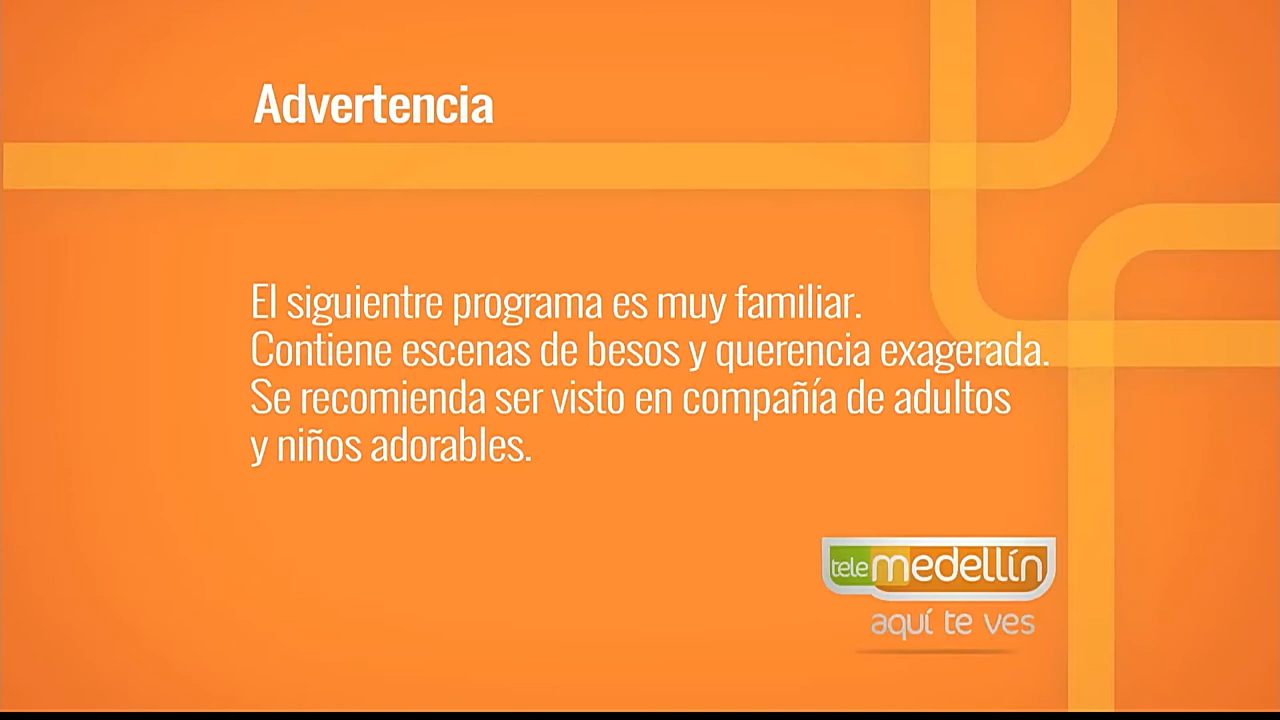 Advertencia
El siguientre programa es muy familiar.
Contiene escenas de besos y querencia exagerada.
Se recomienda ser visto en compañía de adultos
y niños adorables.
tele medellín
aquí te ves